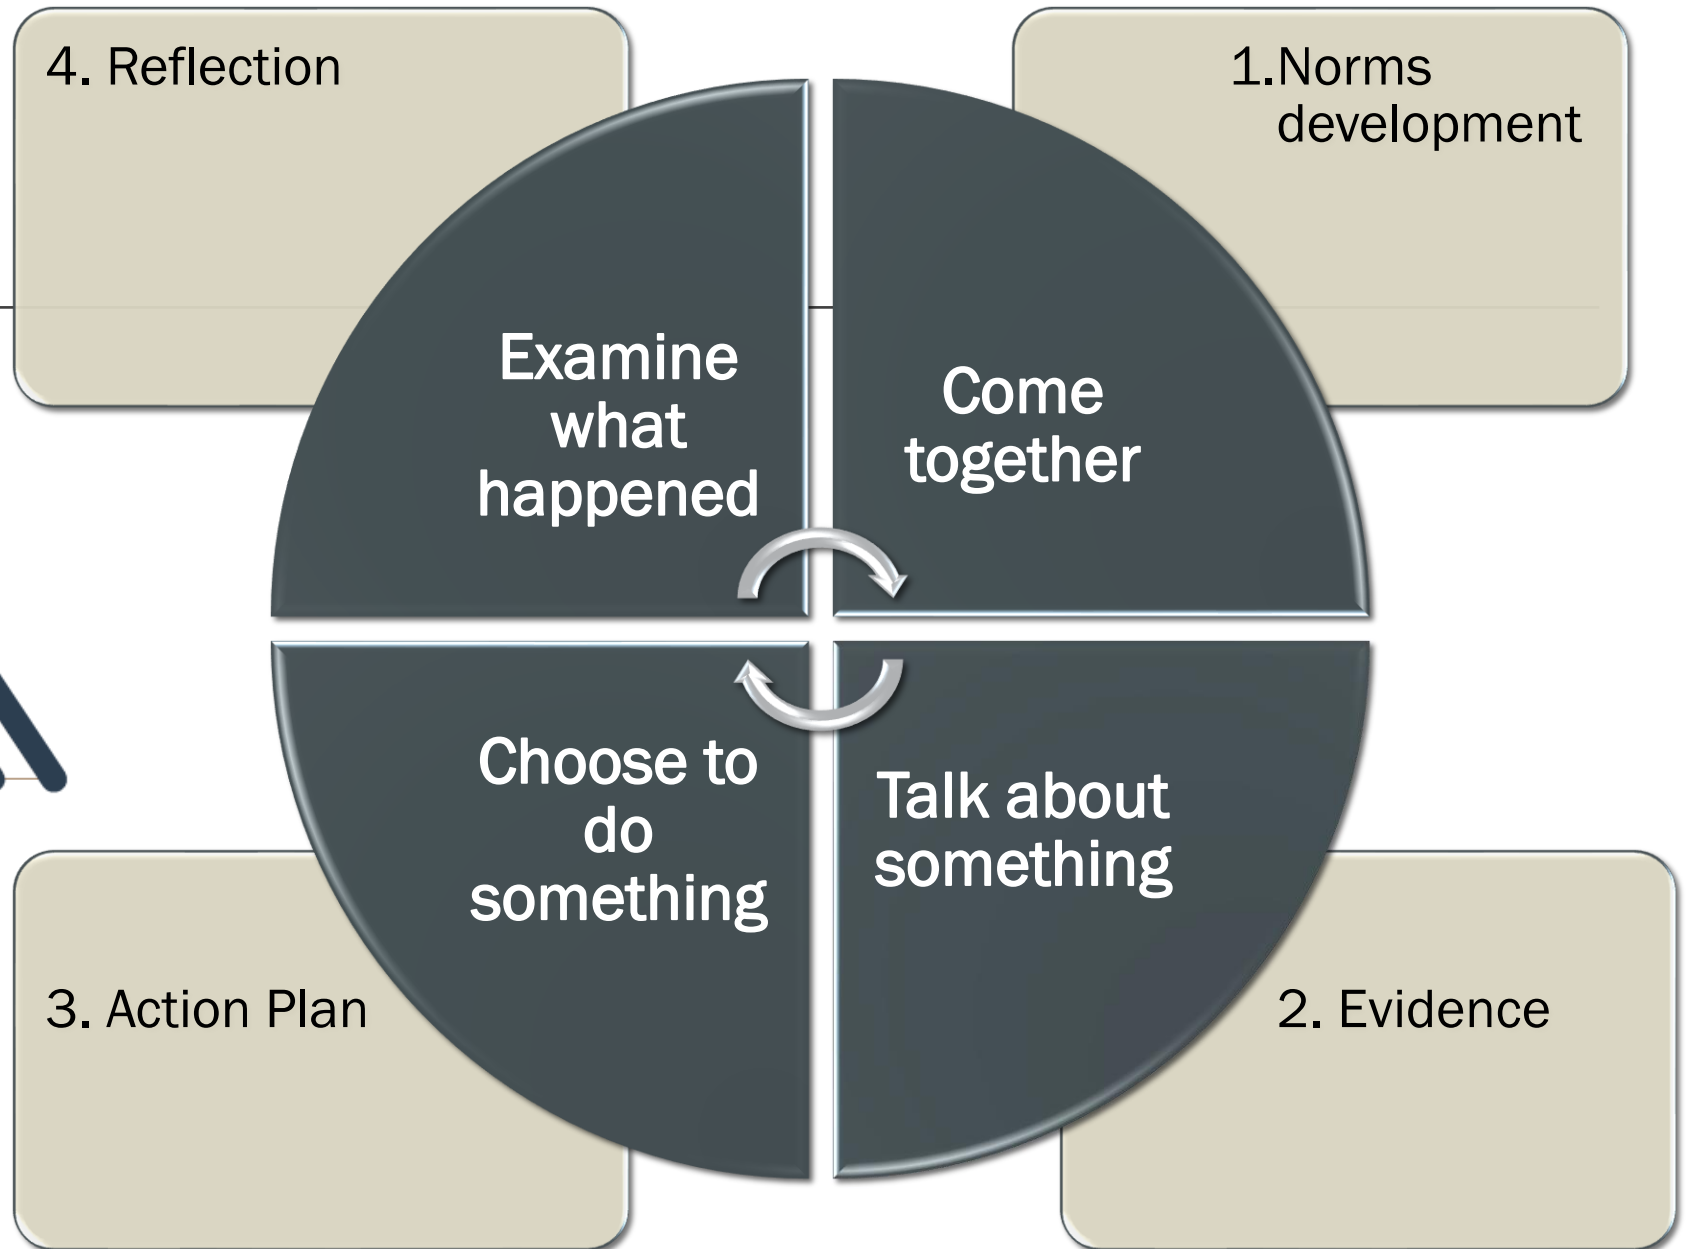 4. Reflection
1.Norms
development
Examine
what
happened
Come
together
Choose to
do
something
Talk about
something
3. Action Plan
2. Evidence